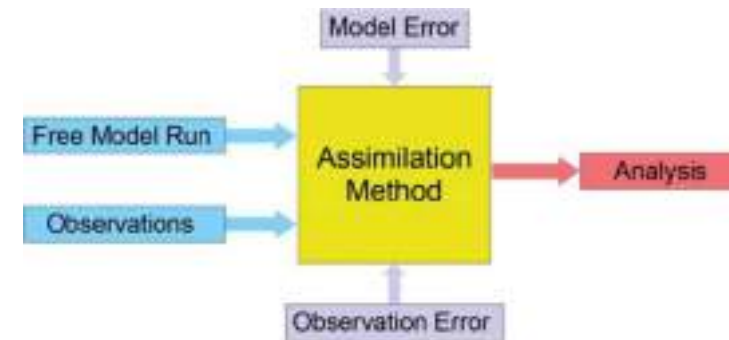 Model Error
Free Model Run
Assimilation
Method
Analysis
Observations
Observation Error